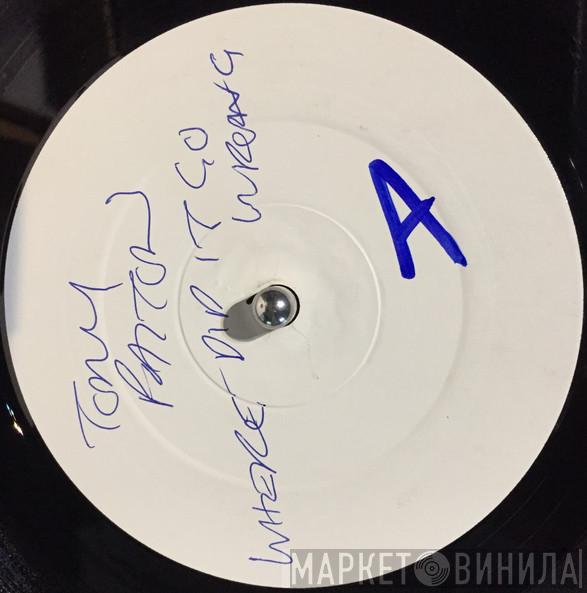 TONY
PATTON
WHERE DID IT GO
WRONG
A
МАРКЕТ ВИНИЛА